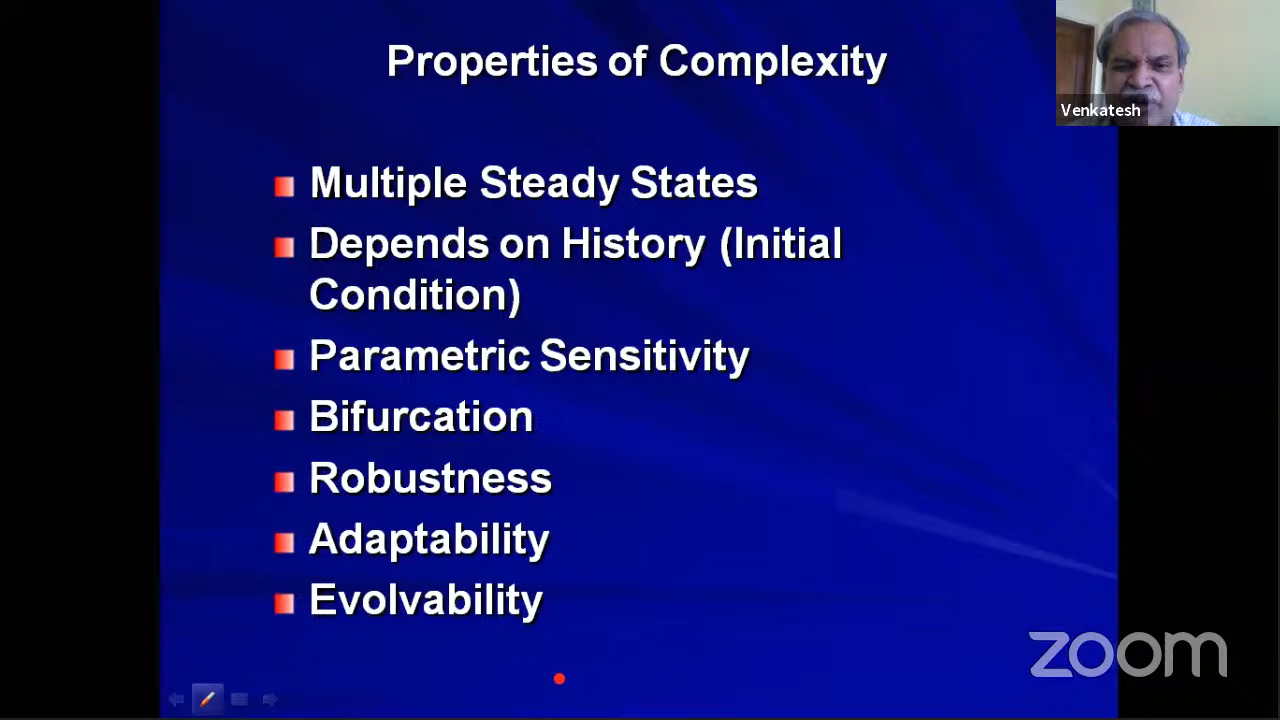 Properties of Complexity
Venkatesh
Multiple Steady States
Depends on History (Initial
Condition)
Parametric Sensitivity
Bifurcation
Robustness
Adaptability
Evolvability
zoom